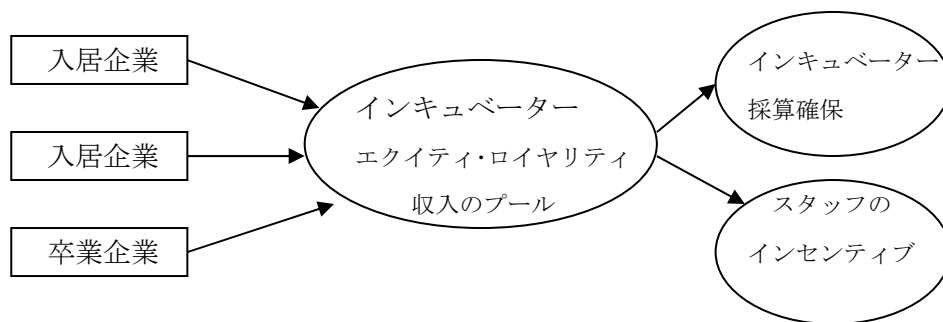 入居企業
入居企業
卒業企業
インキュベーター
エクイティ・ロイヤリティ
収入のプール
インキュベーター
採算確保
スタッフの
インセンティブ